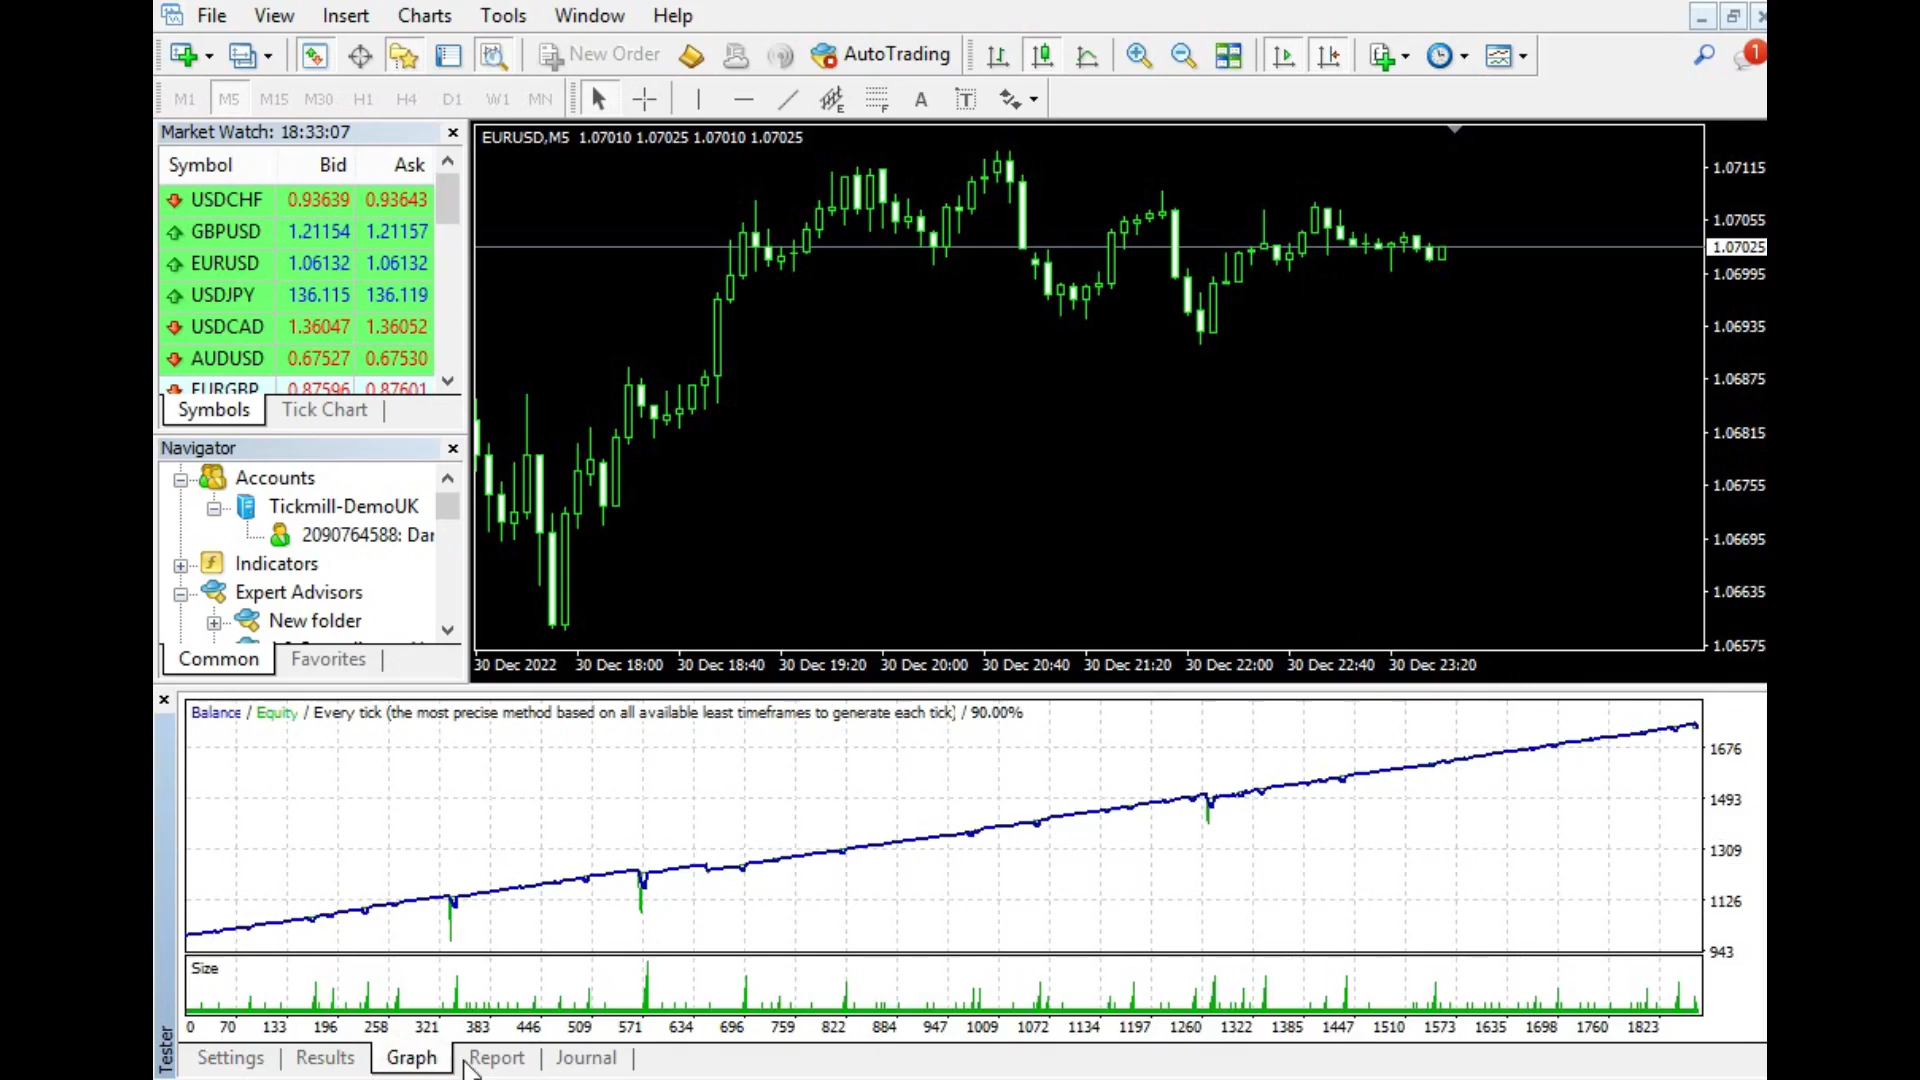 File View Insert Charts Tools Window Help
New Order AutoTrading 1
M1 M5 M15 M30 H1 H4 D1 W1 MN E F A T
Market Watch: 18:33:07
Symbol Bid Ask
USDCHF 0.93639 0.93643
GBPUSD 1.21154 1.21157
EURUSD 1.06132 1.06132
USDJPY 136.115 136.119
USDCAD 1.36047 1.36052
AUDUSD 0.67527 0.67530
EURGBP 0.87596 0.87601
Symbols Tick Chart
Navigator
Accounts
Tickmill-DemoUK
2090764588: Dar
Indicators
Expert Advisors
New folder
Common Favorites
EURUSD,M5 1.07010 1.07025 1.07010 1.07025
1.07115
1.07055
1.07025
1.06995
1.06935
1.06875
1.06815
1.06755
1.06695
1.06635
1.06575
30 Dec 2022 30 Dec 18:00 30 Dec 18:40 30 Dec 19:20 30 Dec 20:00 30 Dec 20:40 30 Dec 21:20 30 Dec 22:00 30 Dec 22:40 30 Dec 23:20
Balance / Equity / Every tick (the most precise method based on all available least timeframes to generate each tick) / 90.00%
1676
1493
1309
1126
943
Size
0 70 133 196 258 321 383 446 509 571 634 696 759 822 884 947 1009 1072 1134 1197 1260 1322 1385 1447 1510 1573 1635 1698 1760 1823
Tester
Settings Results Graph Report Journal